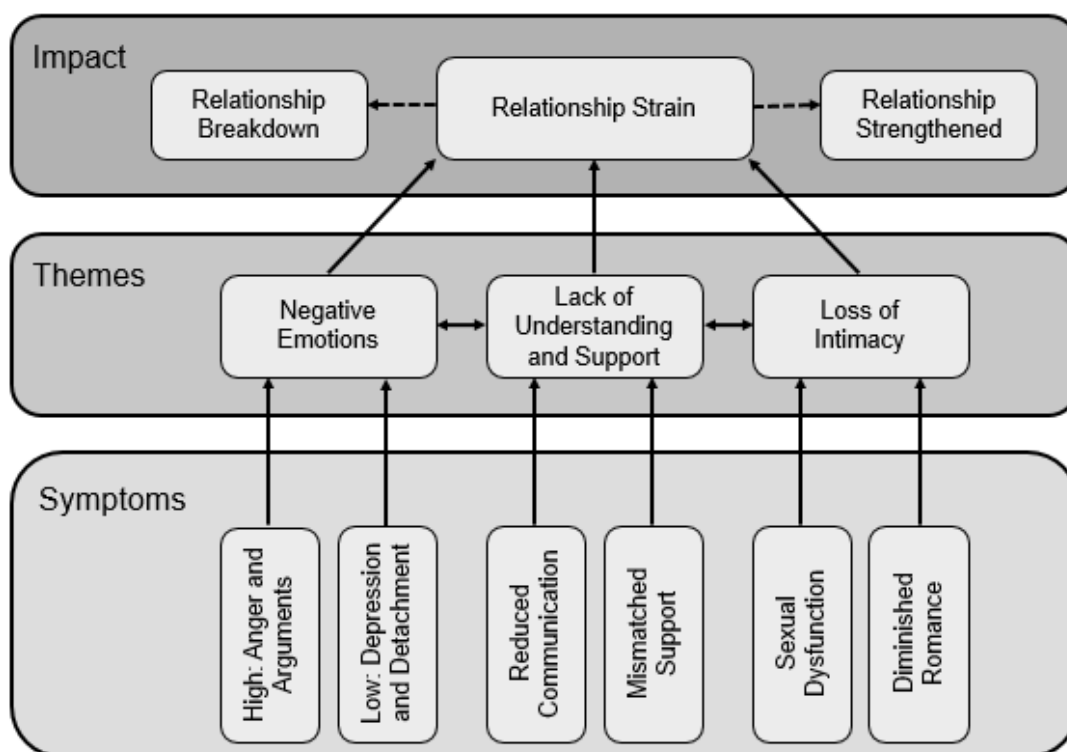 Impact
Relationship
Breakdown
Relationship Strain
Relationship
Strengthened
Themes
Negative
Emotions
Lack of
Understanding
and Support
Loss of
Intimacy
Symptoms
High: Anger and
Arguments
Low: Depression
and Detachment
Reduced
Communication
Mismatched
Support
Sexual
Dysfunction
Diminished
Romance